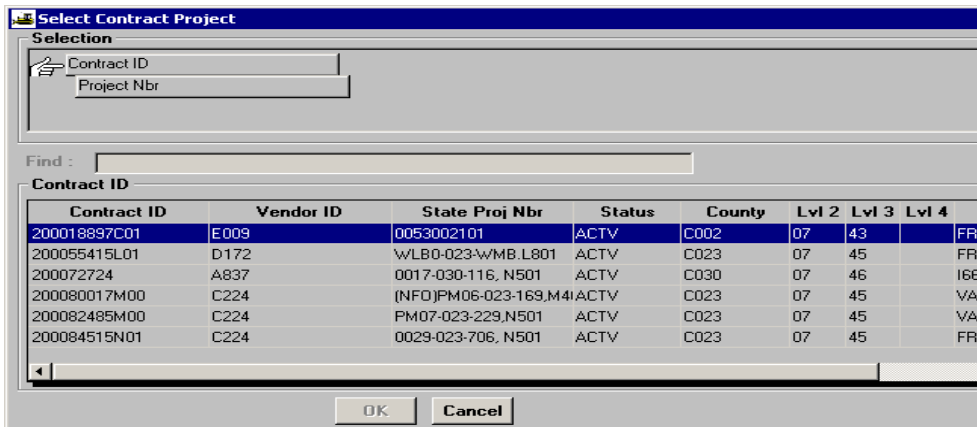 Select Contract Project
Selection
Contract ID
Project Nbr
Find :
Contract ID
Contract ID Vendor ID State Proj Nbr Status County Lvl 2 Lvl 3 Lvl 4
200018897C01 E009 0053002101 ACTV C002 07 43 FR
200055415L01 D172 WLB0-023-WMB.L801 ACTV C023 07 45 FR
200072724 A837 0017-030-116, N501 ACTV C030 07 46 I66
200080017M00 C224 (NFO)PM06-023-169,M4 ACTV C023 07 45 VA
200082485M00 C224 PM07-023-229,N501 ACTV C023 07 45 VA
200084515N01 C224 0029-023-706, N501 ACTV C023 07 45 FR
OK Cancel